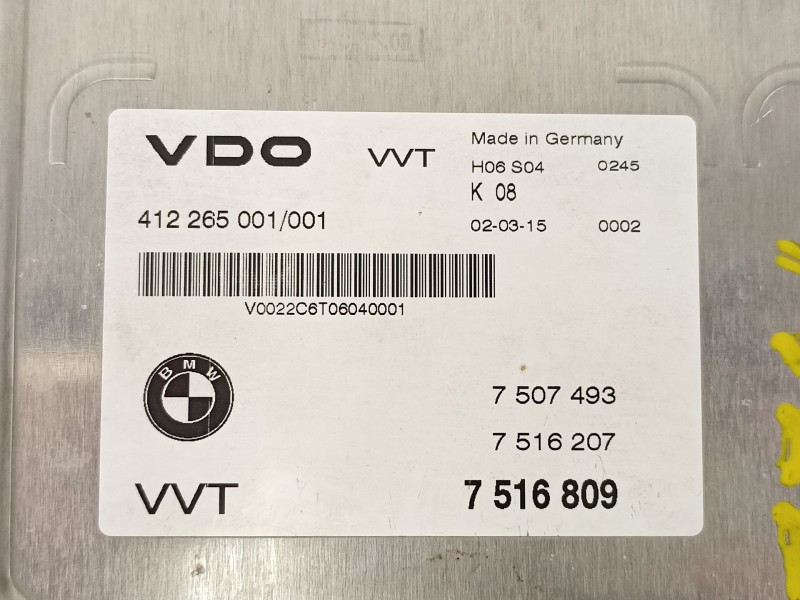 VDO VVT Made in Germany
H06 S04 0245
K 08
412 265 001/001 02-03-15 0002
V0022C6T06040001
BMW
7 507 493
7 516 207
VVT 7 516 809